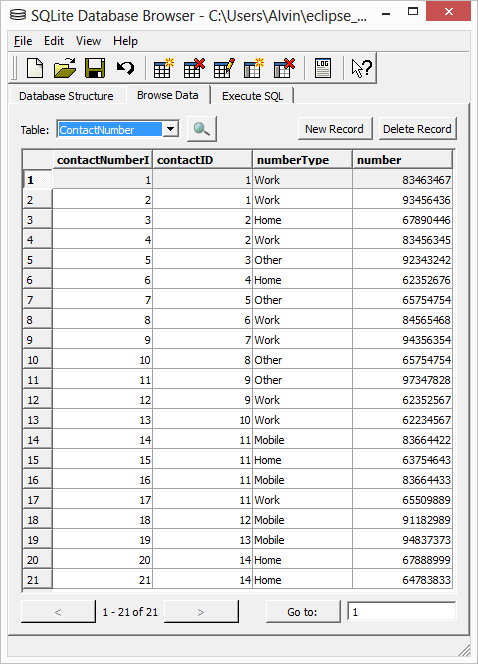 SQLite Database Browser - C:\Users\Alvin\eclipse_...
File Edit View Help
LOG ?
Database Structure Browse Data Execute SQL
Table: ContactNumber New Record Delete Record
contactNumberI contactID numberType number
1 1 1 Work 83463467
2 2 1 Work 93456436
3 3 2 Home 67890446
4 4 2 Work 83456345
5 5 3 Other 92343242
6 6 4 Home 62352676
7 7 5 Other 65754754
8 8 6 Work 84565468
9 9 7 Work 94356354
10 10 8 Other 65754754
11 11 9 Other 97347828
12 12 9 Work 62352567
13 13 10 Work 62234567
14 14 11 Mobile 83664422
15 15 11 Home 63754643
16 16 11 Mobile 83664433
17 17 11 Work 65509889
18 18 12 Mobile 91182989
19 19 13 Mobile 94837373
20 20 14 Home 67888999
21 21 14 Home 64783833
< 1 - 21 of 21 > Go to: 1